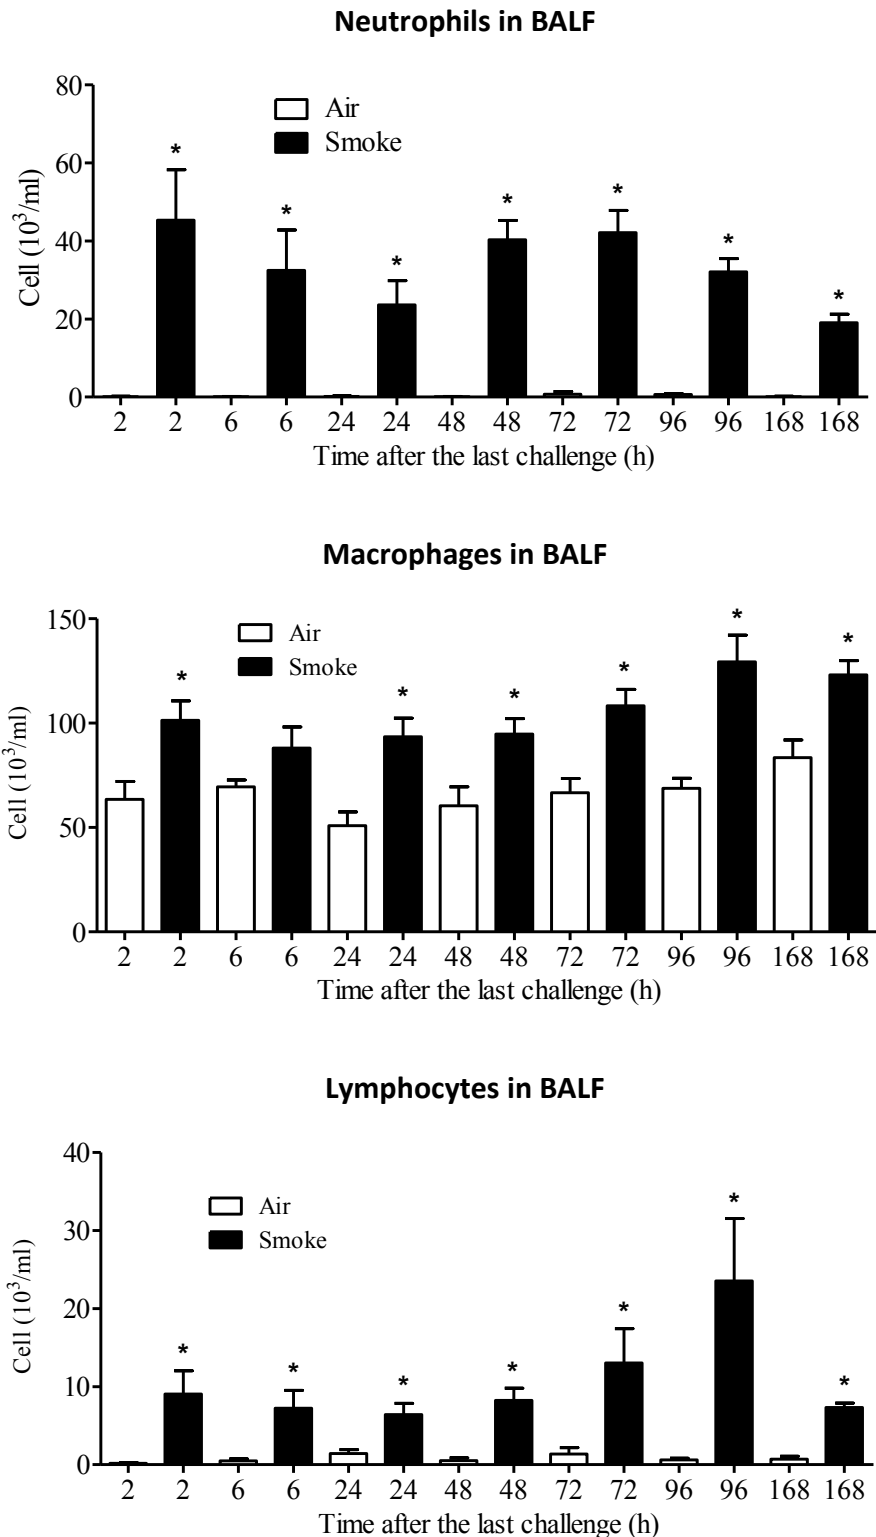 Neutrophils in BALF
80
60
40
20
0
Cell (10³/ml)
Air
Smoke
*
*
*
*
*
*
*
2 2 6 6 24 24 48 48 72 72 96 96 168 168
Time after the last challenge (h)
Macrophages in BALF
150
100
50
0
Cell (10³/ml)
Air
Smoke
*
*
*
*
*
*
2 2 6 6 24 24 48 48 72 72 96 96 168 168
Time after the last challenge (h)
Lymphocytes in BALF
40
30
20
10
0
Cell (10³/ml)
Air
Smoke
*
*
*
*
*
*
*
2 2 6 6 24 24 48 48 72 72 96 96 168 168
Time after the last challenge (h)